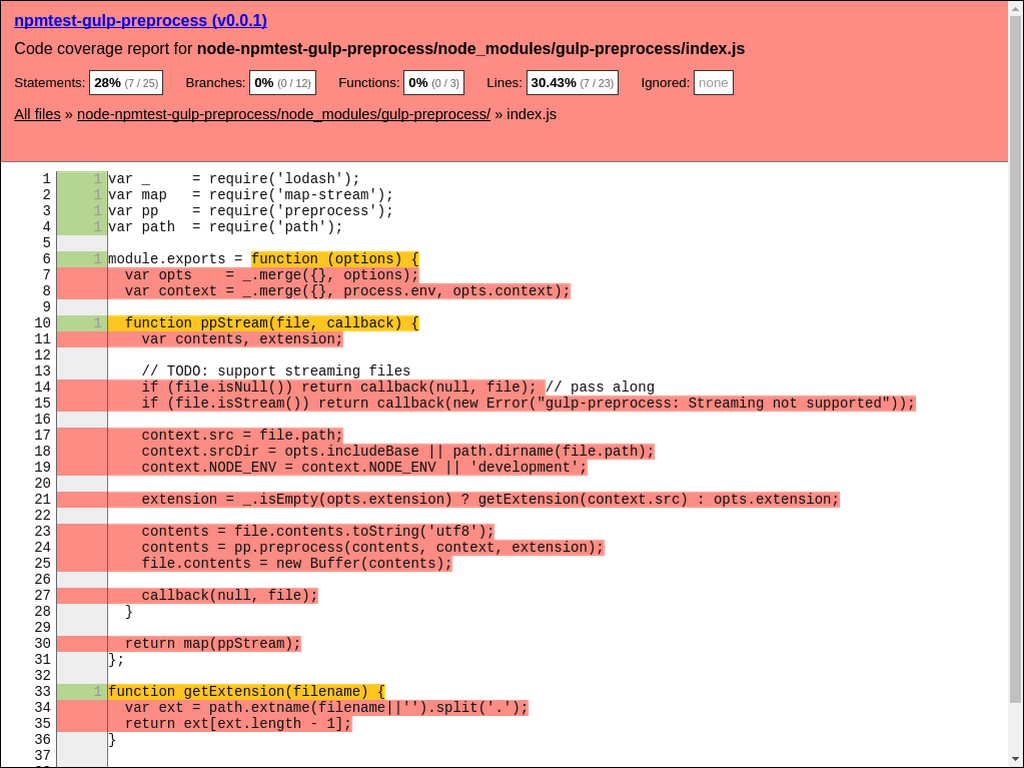 npmtest-gulp-preprocess (v0.0.1)
Code coverage report for node-npmtest-gulp-preprocess/node_modules/gulp-preprocess/index.js
Statements: 28% (7 / 25) Branches: 0% (0 / 12) Functions: 0% (0 / 3) Lines: 30.43% (7 / 23) Ignored: none
All files » node-npmtest-gulp-preprocess/node_modules/gulp-preprocess/ » index.js
1 1 var _     = require('lodash');
2 1 var map   = require('map-stream');
3 1 var pp    = require('preprocess');
4 1 var path  = require('path');
5
6 1 module.exports = function (options) {
7   var opts    = _.merge({}, options);
8   var context = _.merge({}, process.env, opts.context);
9
10 1   function ppStream(file, callback) {
11     var contents, extension;
12
13     // TODO: support streaming files
14     if (file.isNull()) return callback(null, file); // pass along
15     if (file.isStream()) return callback(new Error("gulp-preprocess: Streaming not supported"));
16
17     context.src = file.path;
18     context.srcDir = opts.includeBase || path.dirname(file.path);
19     context.NODE_ENV = context.NODE_ENV || 'development';
20
21     extension = _.isEmpty(opts.extension) ? getExtension(context.src) : opts.extension;
22
23     contents = file.contents.toString('utf8');
24     contents = pp.preprocess(contents, context, extension);
25     file.contents = new Buffer(contents);
26
27     callback(null, file);
28   }
29
30   return map(ppStream);
31 };
32
33 1 function getExtension(filename) {
34   var ext = path.extname(filename||'').split('.');
35   return ext[ext.length - 1];
36 }
37